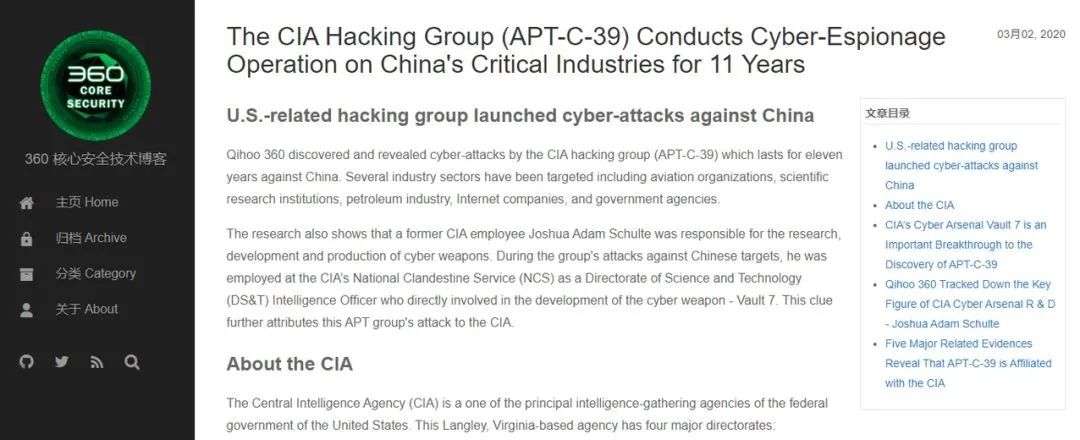 360
CORE
SECURITY
360 核心安全技术博客
主页 Home
归档 Archive
分类 Category
关于 About
The CIA Hacking Group (APT-C-39) Conducts Cyber-Espionage
Operation on China's Critical Industries for 11 Years
03月02, 2020
U.S.-related hacking group launched cyber-attacks against China
Qihoo 360 discovered and revealed cyber-attacks by the CIA hacking group (APT-C-39) which lasts for eleven
years against China. Several industry sectors have been targeted including aviation organizations, scientific
research institutions, petroleum industry, Internet companies, and government agencies.
The research also shows that a former CIA employee Joshua Adam Schulte was responsible for the research,
development and production of cyber weapons. During the group's attacks against Chinese targets, he was
employed at the CIA's National Clandestine Service (NCS) as a Directorate of Science and Technology
(DS&T) Intelligence Officer who directly involved in the development of the cyber weapon - Vault 7. This clue
further attributes this APT group's attack to the CIA.
About the CIA
The Central Intelligence Agency (CIA) is a one of the principal intelligence-gathering agencies of the federal
government of the United States. This Langley, Virginia-based agency has four major directorates:
文章目录
U.S.-related hacking group
launched cyber-attacks against
China
About the CIA
CIA's Cyber Arsenal Vault 7 is an
Important Breakthrough to the
Discovery of APT-C-39
Qihoo 360 Tracked Down the Key
Figure of CIA Cyber Arsenal R & D
- Joshua Adam Schulte
Five Major Related Evidences
Reveal That APT-C-39 is Affiliated
with the CIA